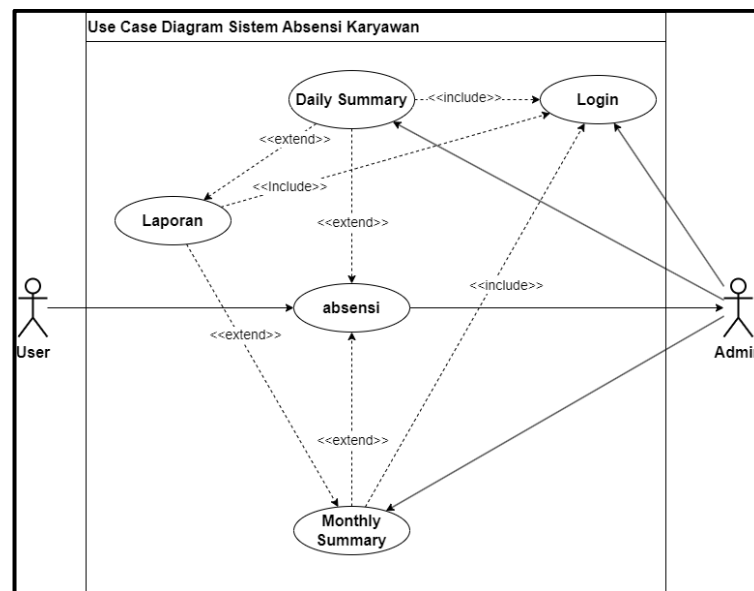 Use Case Diagram Sistem Absensi Karyawan
Daily Summary
<<include>>
Login
<<extend>>
<<Include>>
Laporan
<<extend>>
<<include>>
absensi
User
Admin
<<extend>>
<<extend>>
Monthly
Summary